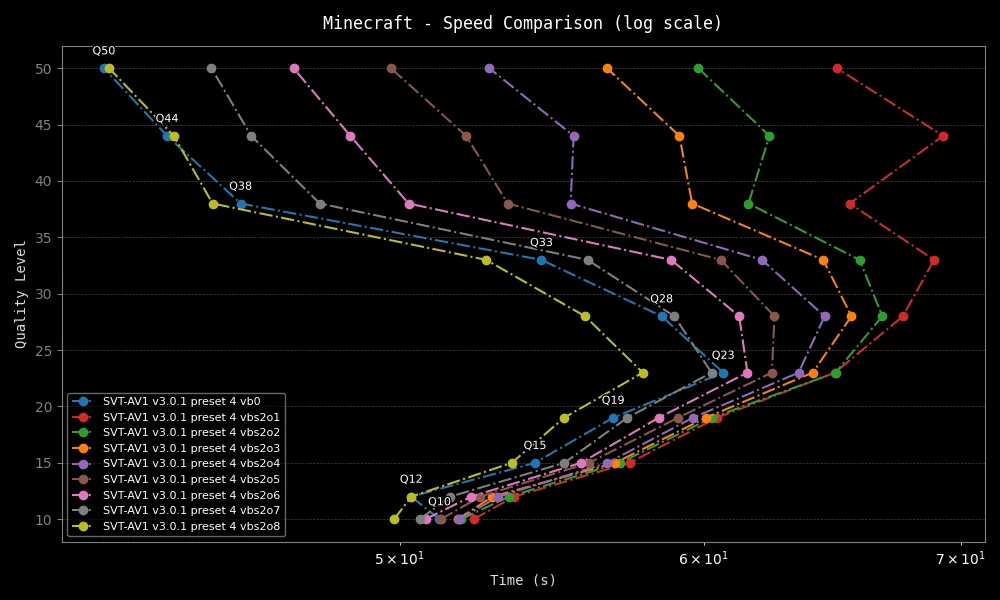 Minecraft - Speed Comparison (log scale)
Q50
50
Q44
45
40
Q38
35
Q33
30
Q28
25
Q23
20
Q19
15
Q15
Q12
Q10
10
Quality Level
SVT-AV1 v3.0.1 preset 4 vb0
SVT-AV1 v3.0.1 preset 4 vbs2o1
SVT-AV1 v3.0.1 preset 4 vbs2o2
SVT-AV1 v3.0.1 preset 4 vbs2o3
SVT-AV1 v3.0.1 preset 4 vbs2o4
SVT-AV1 v3.0.1 preset 4 vbs2o5
SVT-AV1 v3.0.1 preset 4 vbs2o6
SVT-AV1 v3.0.1 preset 4 vbs2o7
SVT-AV1 v3.0.1 preset 4 vbs2o8
5 × 10¹
6 × 10¹
7 × 10¹
Time (s)